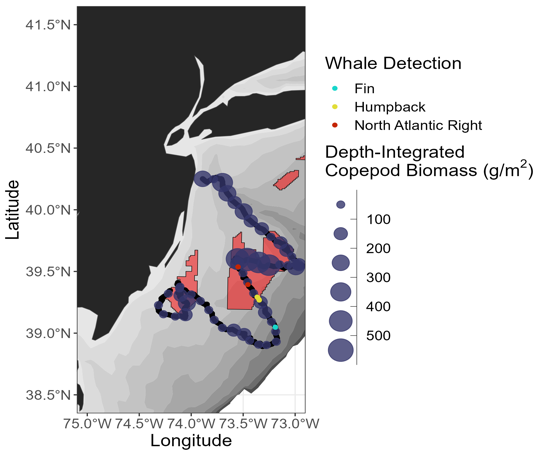 41.5°N
41.0°N
40.5°N
40.0°N
39.5°N
39.0°N
38.5°N
Latitude
75.0°W 74.5°W 74.0°W 73.5°W 73.0°W
Longitude
Whale Detection
Fin
Humpback
North Atlantic Right
Depth-Integrated
Copepod Biomass (g/m²)
100
200
300
400
500